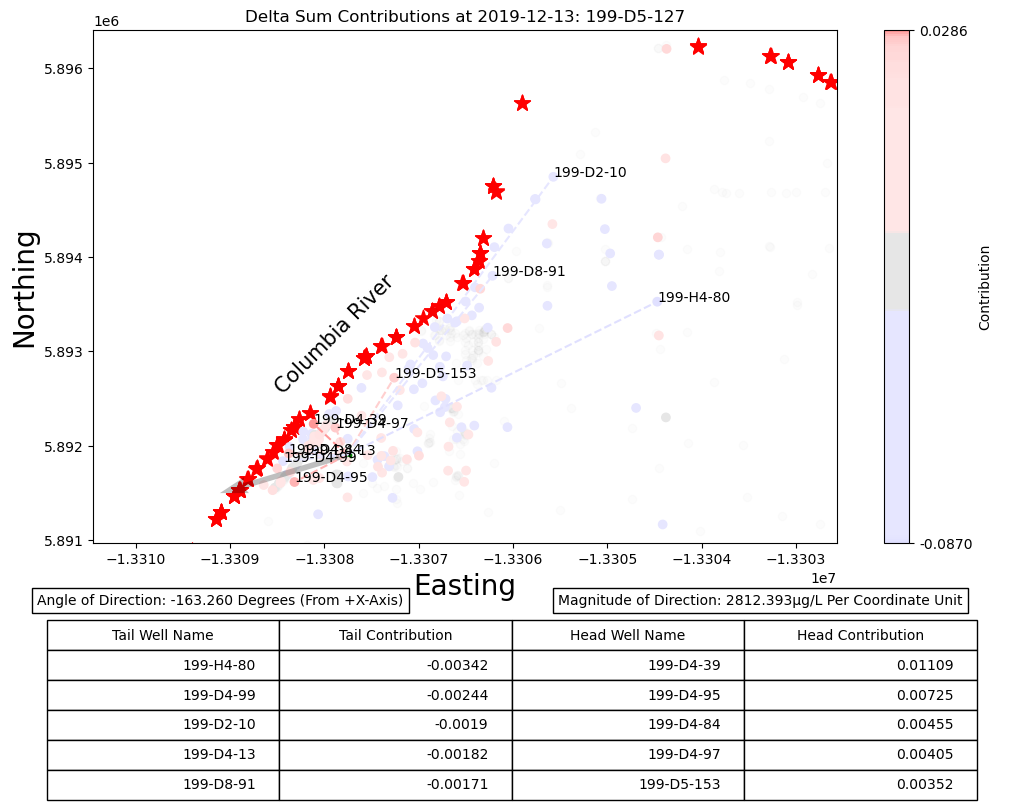 Delta Sum Contributions at 2019-12-13: 199-D5-127
1e6
0.0286
5.896
5.895
5.894
5.893
5.892
5.891
Northing
199-D2-10
199-D8-91
199-H4-80
Columbia River
199-D5-153
199-D4-39
199-D4-97
199-D4-84
199-D4-13
199-D4-99
199-D4-95
Contribution
-0.0870
−1.3310
−1.3309
−1.3308
−1.3307
−1.3306
−1.3305
−1.3304
−1.3303
1e7
Easting
Angle of Direction: -163.260 Degrees (From +X-Axis)
Magnitude of Direction: 2812.393µg/L Per Coordinate Unit
Tail Well Name Tail Contribution Head Well Name Head Contribution
199-H4-80 -0.00342 199-D4-39 0.01109
199-D4-99 -0.00244 199-D4-95 0.00725
199-D2-10 -0.0019 199-D4-84 0.00455
199-D4-13 -0.00182 199-D4-97 0.00405
199-D8-91 -0.00171 199-D5-153 0.00352